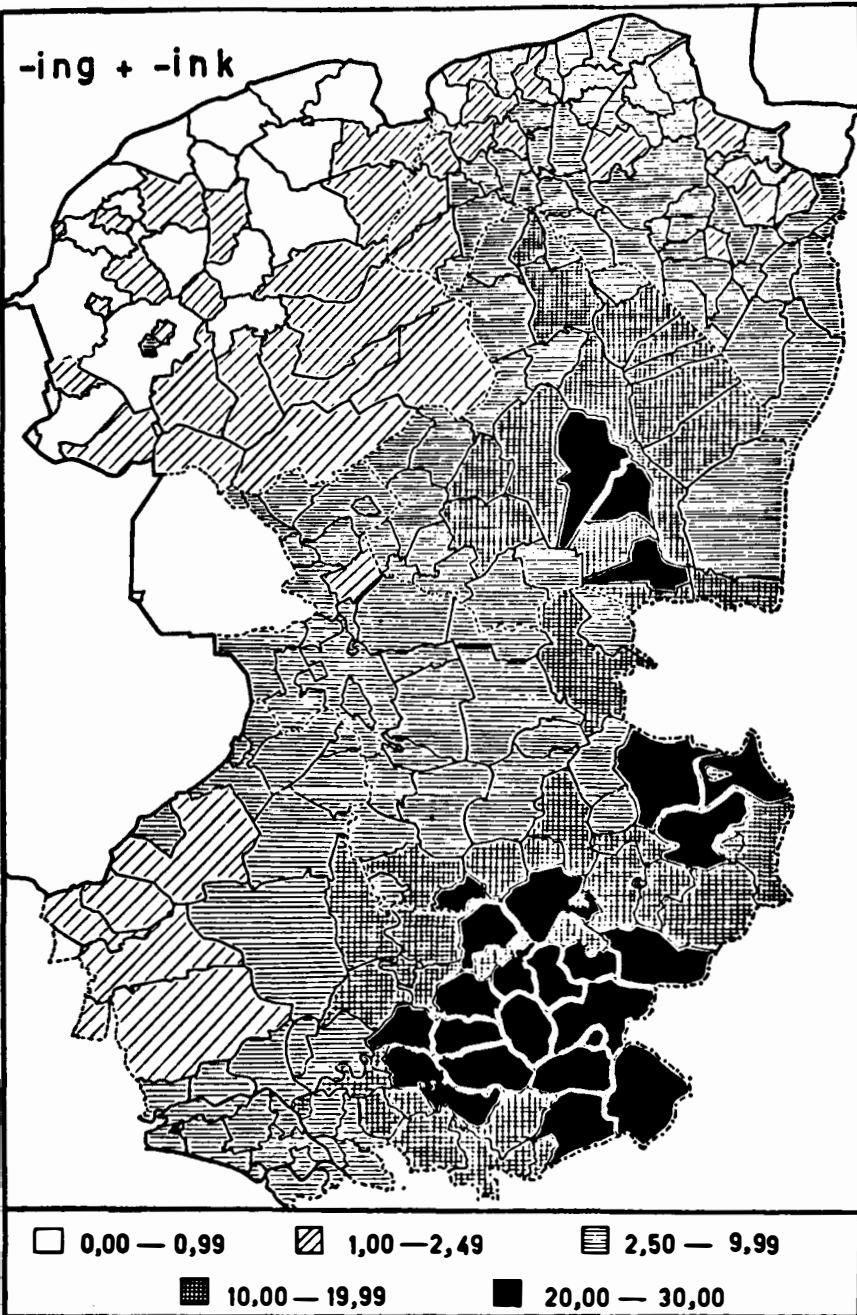 -ing + -ink
0,00 — 0,99 1,00 — 2,49 2,50 — 9,99
10,00 — 19,99 20,00 — 30,00